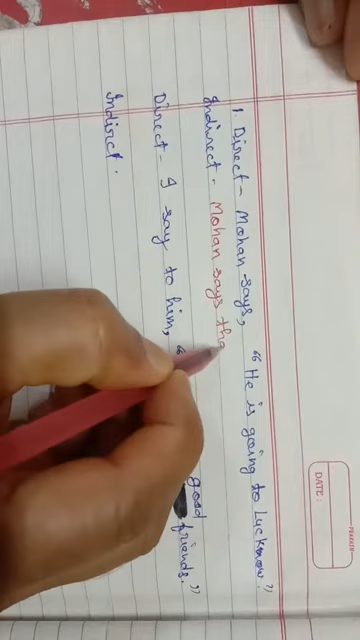 DATE:
1. Direct - Mohan says, "He is going to Lucknow."
Indirect - Mohan says tha
Direct - I say to him, " good friends."
Indirect.